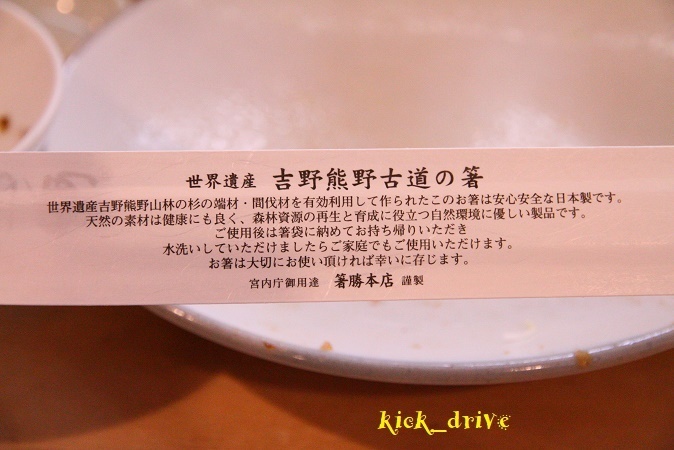 世界遺産 吉野熊野古道の箸
世界遺産吉野熊野山林の杉の端材・間伐材を有効利用して作られたこのお箸は安心安全な日本製です。
天然の素材は健康にも良く、森林資源の再生と育成に役立つ自然環境に優しい製品です。
ご使用後は箸袋に納めてお持ち帰りいただき
水洗いしていただけましたらご家庭でもご使用いただけます。
お箸は大切にお使い頂ければ幸いに存じます。
宮内庁御用達 箸勝本店 謹製
kick_drive